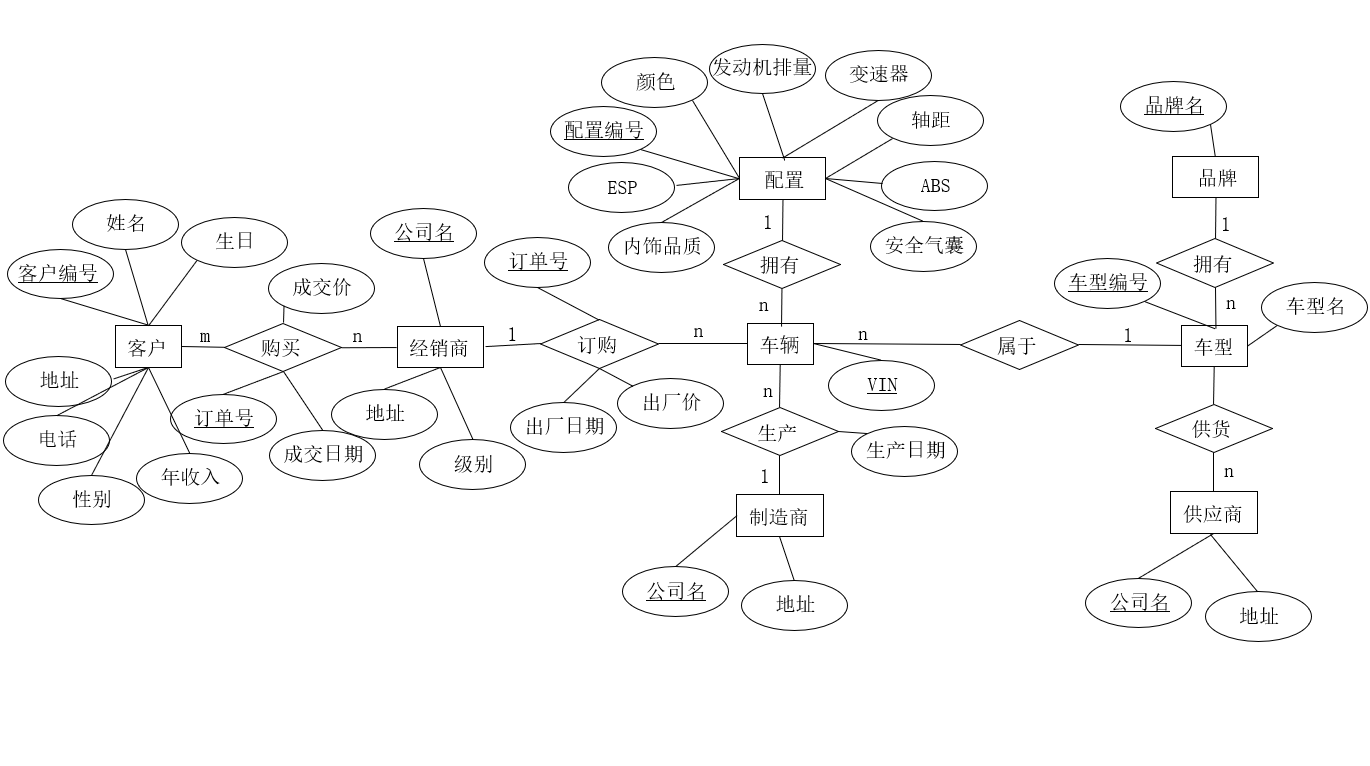 发动机排量
变速器
颜色
品牌名
轴距
配置编号
配置
品牌
ESP
ABS
姓名
1
1
公司名
生日
内饰品质
安全气囊
订单号
拥有
拥有
客户编号
车型编号
成交价
n
n
车型名
m
n
1
n
n
1
客户
购买
经销商
订购
车辆
属于
车型
地址
VIN
n
出厂价
地址
订单号
出厂日期
生产
供货
电话
生产日期
成交日期
级别
年收入
1
n
性别
制造商
供应商
公司名
地址
公司名
地址